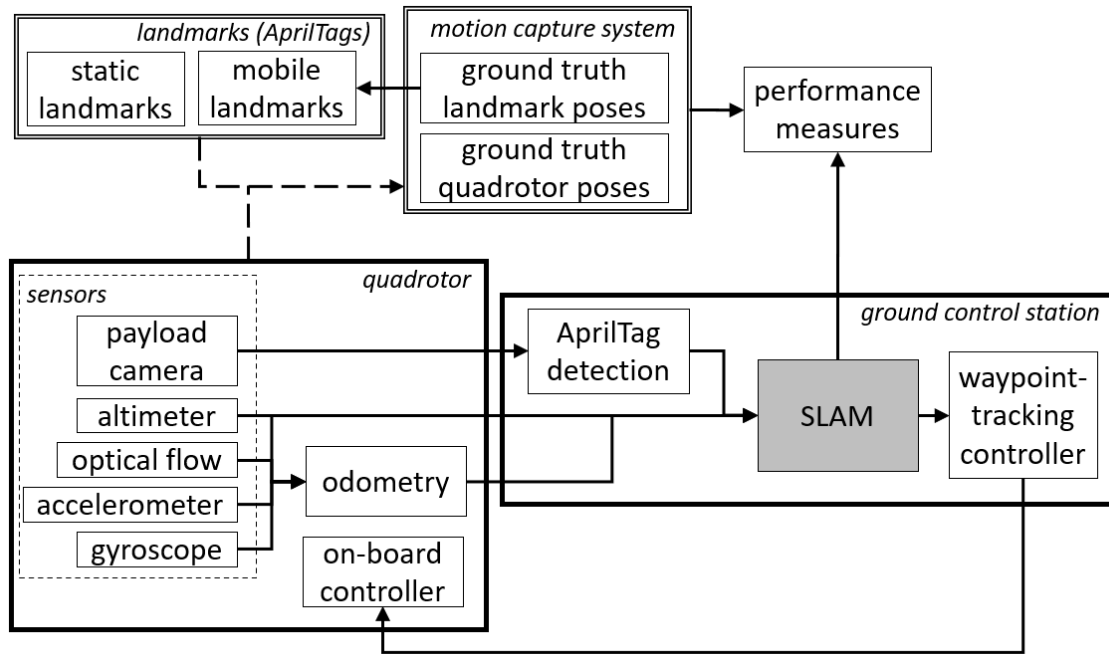 landmarks (AprilTags)
static
landmarks
mobile
landmarks
motion capture system
ground truth
landmark poses
ground truth
quadrotor poses
performance
measures
quadrotor
sensors
payload
camera
altimeter
optical flow
accelerometer
gyroscope
odometry
on-board
controller
ground control station
AprilTag
detection
SLAM
waypoint-
tracking
controller